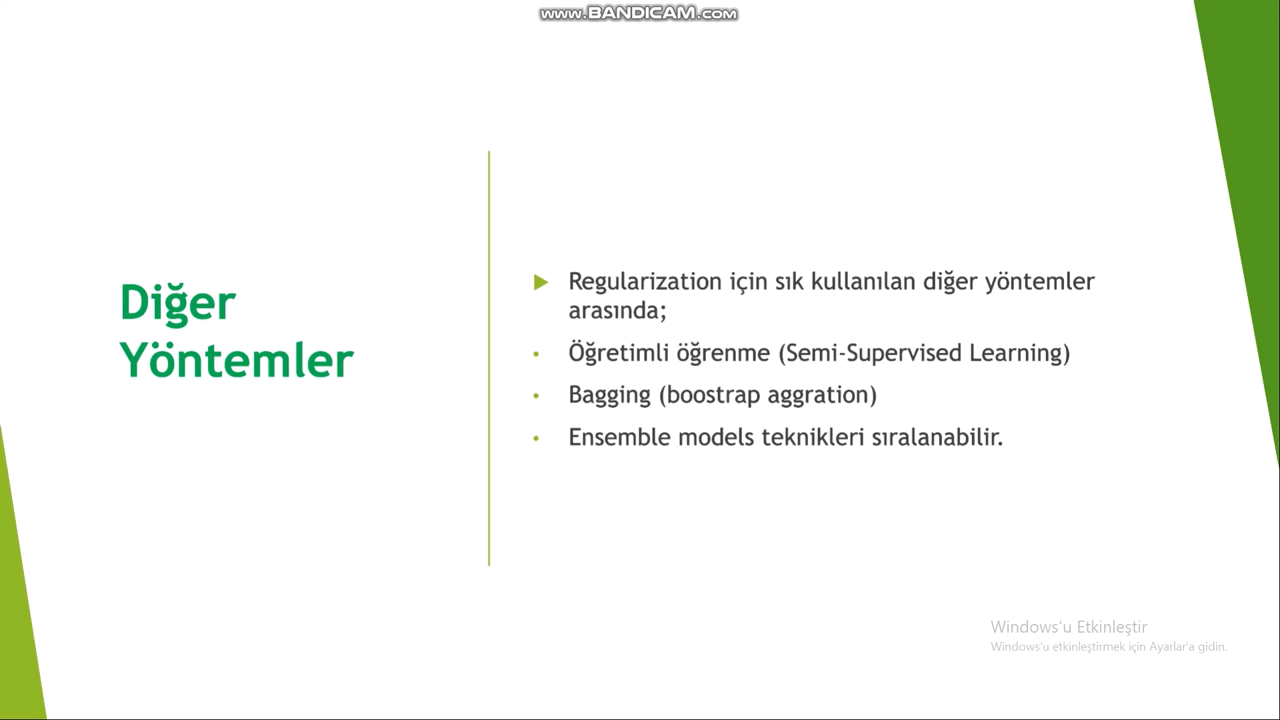 www.BANDICAM.com
Diğer
Yöntemler
Regularization için sık kullanılan diğer yöntemler
arasında;
Öğretimli öğrenme (Semi-Supervised Learning)
Bagging (boostrap aggration)
Ensemble models teknikleri sıralanabilir.
Windows'u Etkinleştir
Windows'u etkinleştirmek için Ayarlar'a gidin.